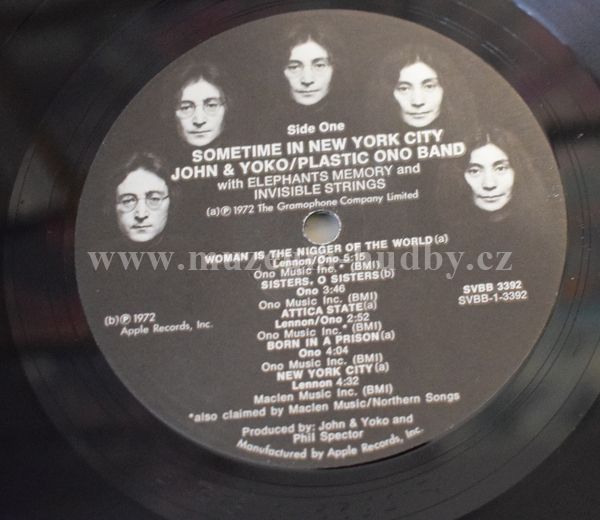 Side One
SOMETIME IN NEW YORK CITY
JOHN & YOKO/PLASTIC ONO BAND
with ELEPHANTS MEMORY and
INVISIBLE STRINGS
(a)Ⓟ1972 The Gramophone Company Limited
WOMAN IS THE NIGGER OF THE WORLD(a)
Lennon/Ono 5:15
Ono Music Inc.* (BMI)
SISTERS, O SISTERS(b)
Ono 3:46
Ono Music Inc. (BMI)
ATTICA STATE(a)
Lennon/Ono 2:52
Ono Music Inc.* (BMI)
BORN IN A PRISON(a)
Ono 4:04
Ono Music Inc. (BMI)
NEW YORK CITY(a)
Lennon 4:32
Maclen Music Inc. (BMI)
*also claimed by Maclen Music/Northern Songs
Produced by: John & Yoko and
Phil Spector
Manufactured by Apple Records, Inc.
(b)Ⓟ1972
Apple Records, Inc.
SVBB 3392
SVBB-1-3392